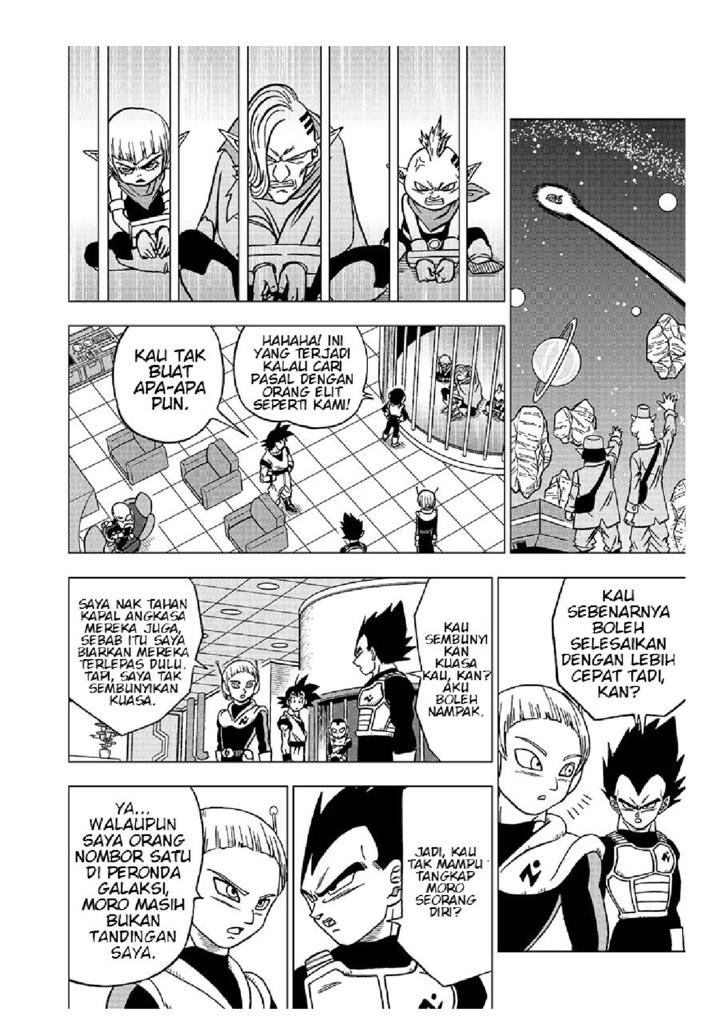 HAHAHA! INI
YANG TERJADI
KALAU CARI
PASAL DENGAN
ORANG ELIT
SEPERTI KAMI!
KAU TAK
BUAT
APA-APA
PUN.
KAU
SEBENARNYA
BOLEH
SELESAIKAN
DENGAN LEBIH
CEPAT TADI,
KAN?
KAU
SEMBUNYI
KAN
KUASA
KAU, KAN?
AKU
BOLEH
NAMPAK.
SAYA NAK TAHAN
KAPAL ANGKASA
MEREKA JUGA,
SEBAB ITU SAYA
BIARKAN MEREKA
TERLEPAS DULU.
TAPI, SAYA TAK
SEMBUNYIKAN
KUASA.
JADI, KAU
TAK MAMPU
TANGKAP
MORO
SEORANG
DIRI?
YA...
WALAUPUN
SAYA ORANG
NOMBOR SATU
DI PERONDA
GALAKSI,
MORO MASIH
BUKAN
TANDINGAN
SAYA.